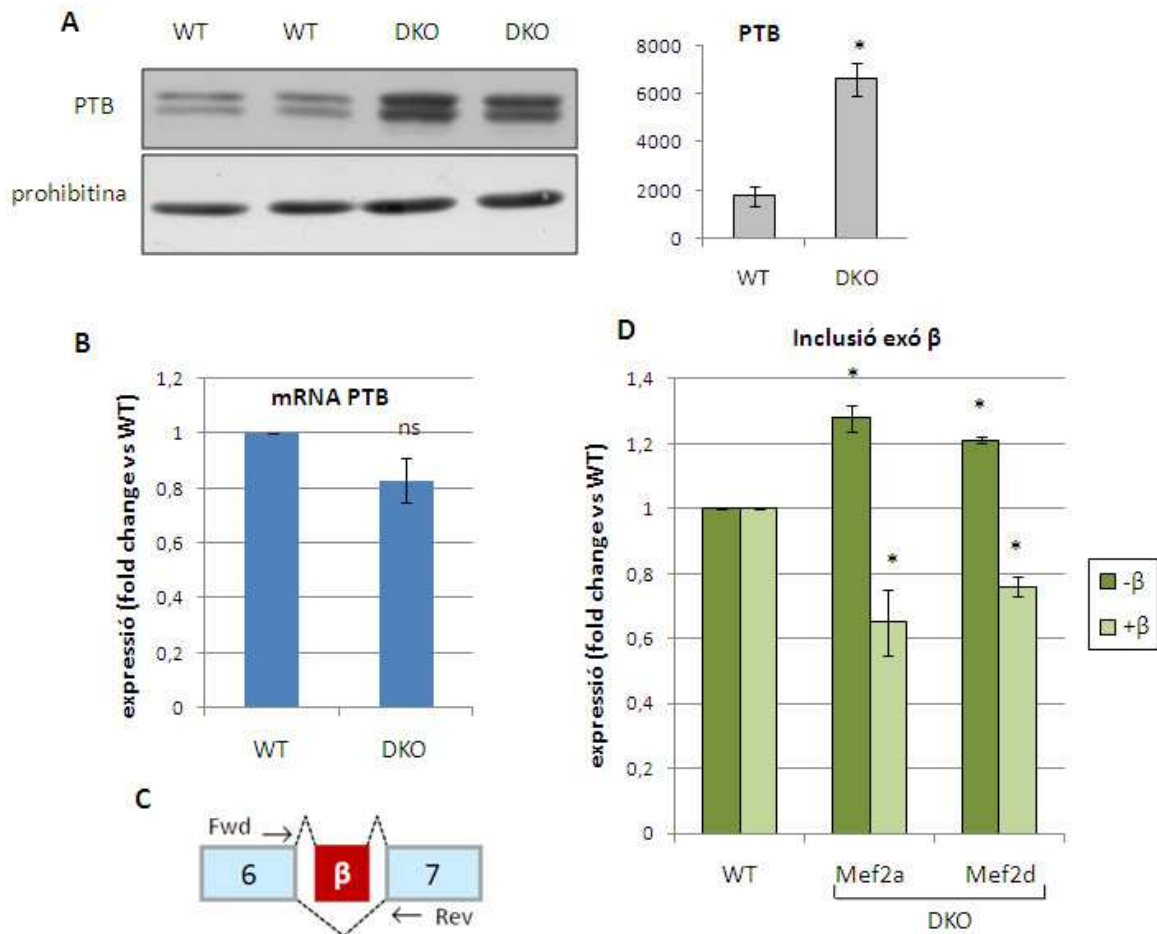 A
WT WT DKO DKO
PTB
prohibitina
PTB
8000
*
6000
4000
2000
0
WT DKO
B
mRNA PTB
expressió (fold change vs WT)
1,2
1
0,8
0,6
0,4
0,2
0
ns
WT DKO
C
Fwd
6 β 7
Rev
D
Inclusió exó β
expressió (fold change vs WT)
1,4
1,2
1
0,8
0,6
0,4
0,2
0
* *
* *
-β
+β
WT Mef2a Mef2d
DKO